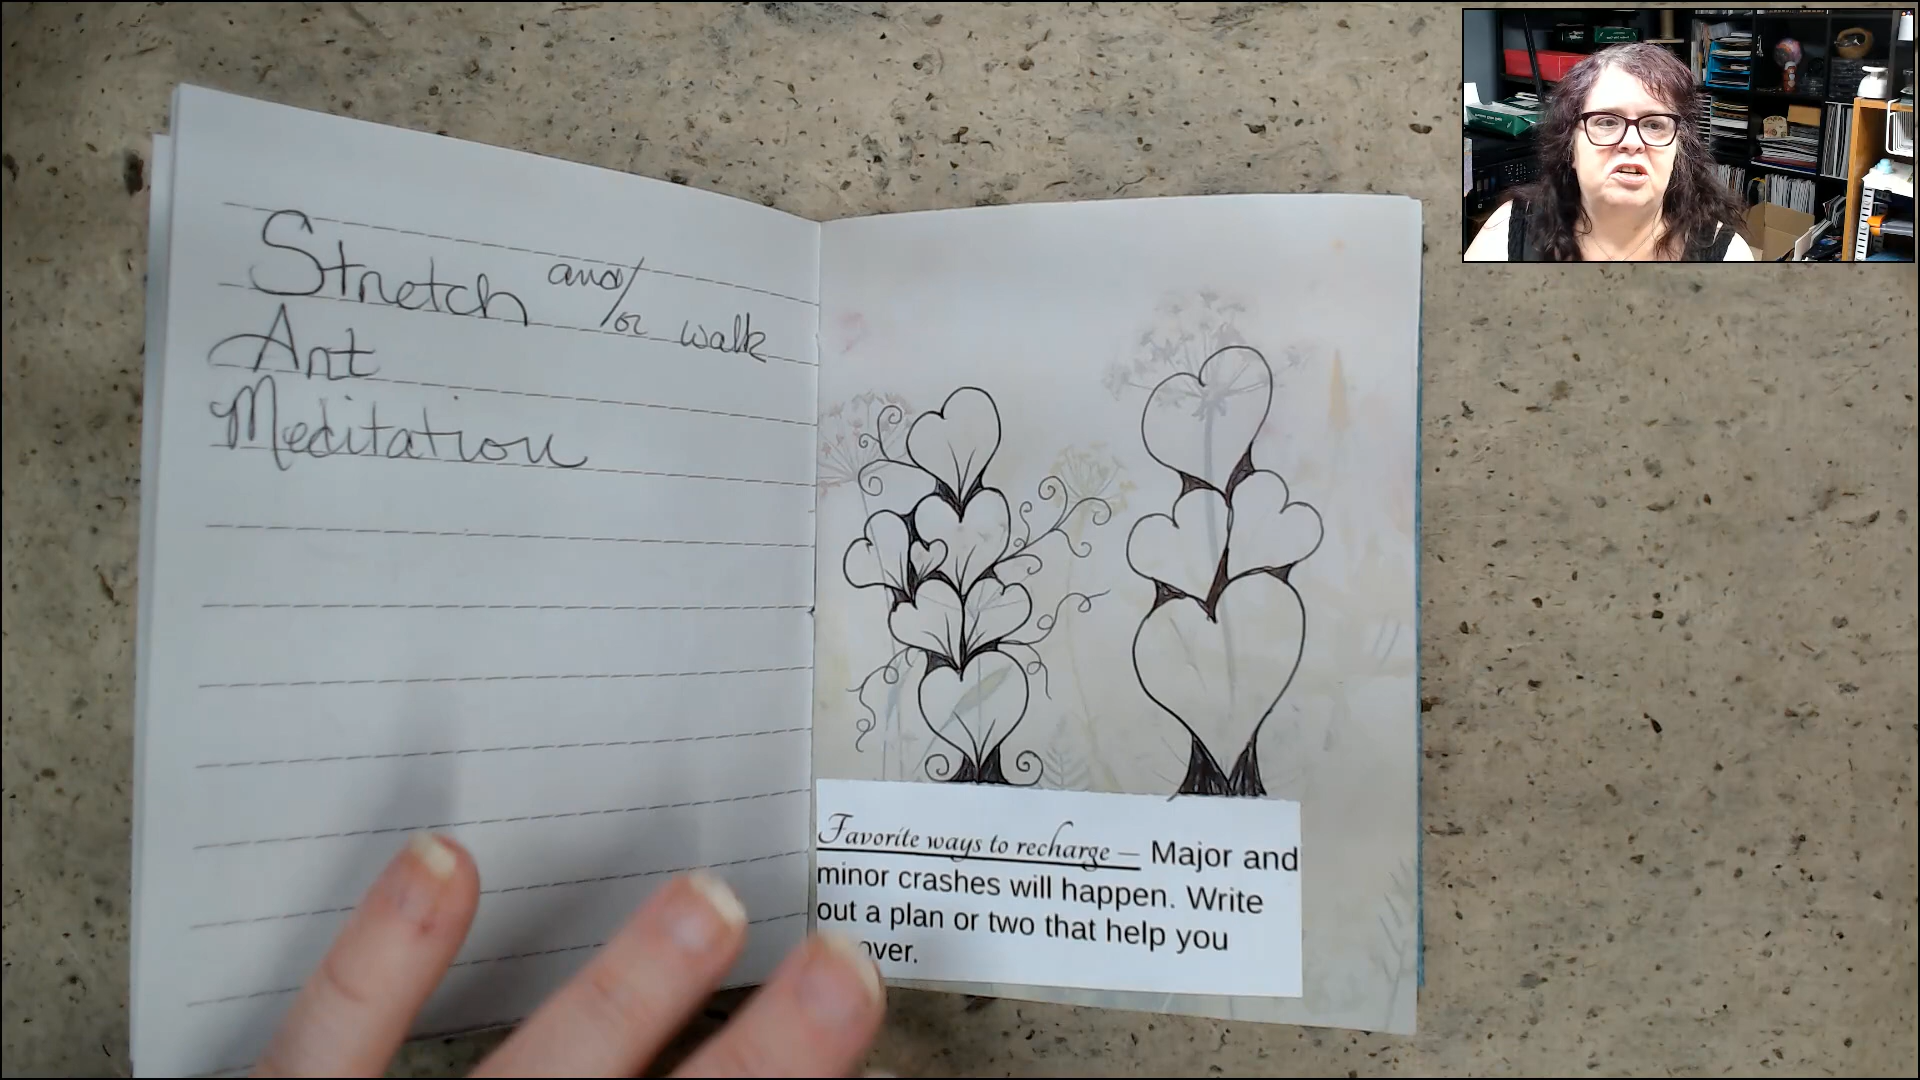 Stretch and/or walk
Art
Meditation
Favorite ways to recharge — Major and
minor crashes will happen. Write
out a plan or two that help you
over.